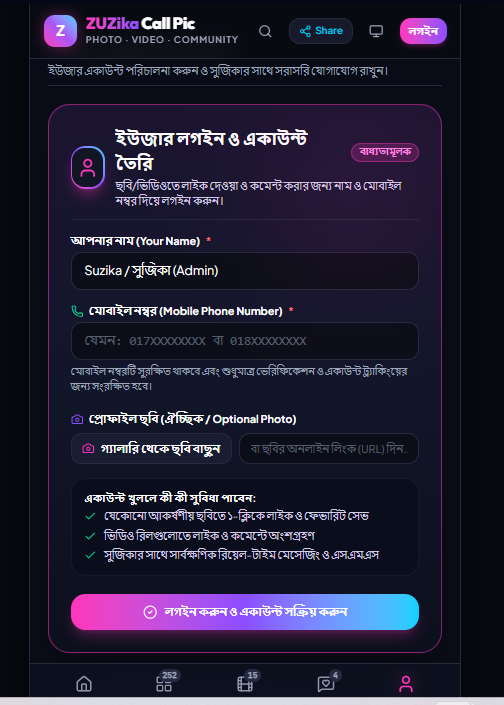 Z
ZUZika Call Pic
PHOTO · VIDEO · COMMUNITY
Share
লগইন
ইউজার একাউন্ট পরিচালনা করুন ও সুজিকার সাথে সরাসরি যোগাযোগ রাখুন।
ইউজার লগইন ও একাউন্ট
তৈরি
বাধ্যতামূলক
ছবি/ভিডিওতে লাইক দেওয়া ও কমেন্ট করার জন্য নাম ও মোবাইল
নম্বর দিয়ে লগইন করুন।
আপনার নাম (Your Name) *
Suzika / সুজিকা (Admin)
মোবাইল নম্বর (Mobile Phone Number) *
যেমন: 017XXXXXXXX বা 018XXXXXXXX
মোবাইল নম্বরটি সুরক্ষিত থাকবে এবং শুধুমাত্র ভেরিফিকেশন ও একাউন্ট ট্র্যাকিংয়ের
জন্য সংরক্ষিত হবে।
প্রোফাইল ছবি (ঐচ্ছিক / Optional Photo)
গ্যালারি থেকে ছবি বাছুন
বা ছবির অনলাইন লিংক (URL) দিন..
একাউন্ট খুললে কী কী সুবিধা পাবেন:
যেকোনো আকর্ষণীয় ছবিতে ১-ক্লিকে লাইক ও ফেভারিট সেভ
ভিডিও রিলগুলোতে লাইক ও কমেন্টে অংশগ্রহণ
সুজিকার সাথে সার্বক্ষণিক রিয়েল-টাইম মেসেজিং ও এসএমএস
লগইন করুন ও একাউন্ট সক্রিয় করুন
252
15
4